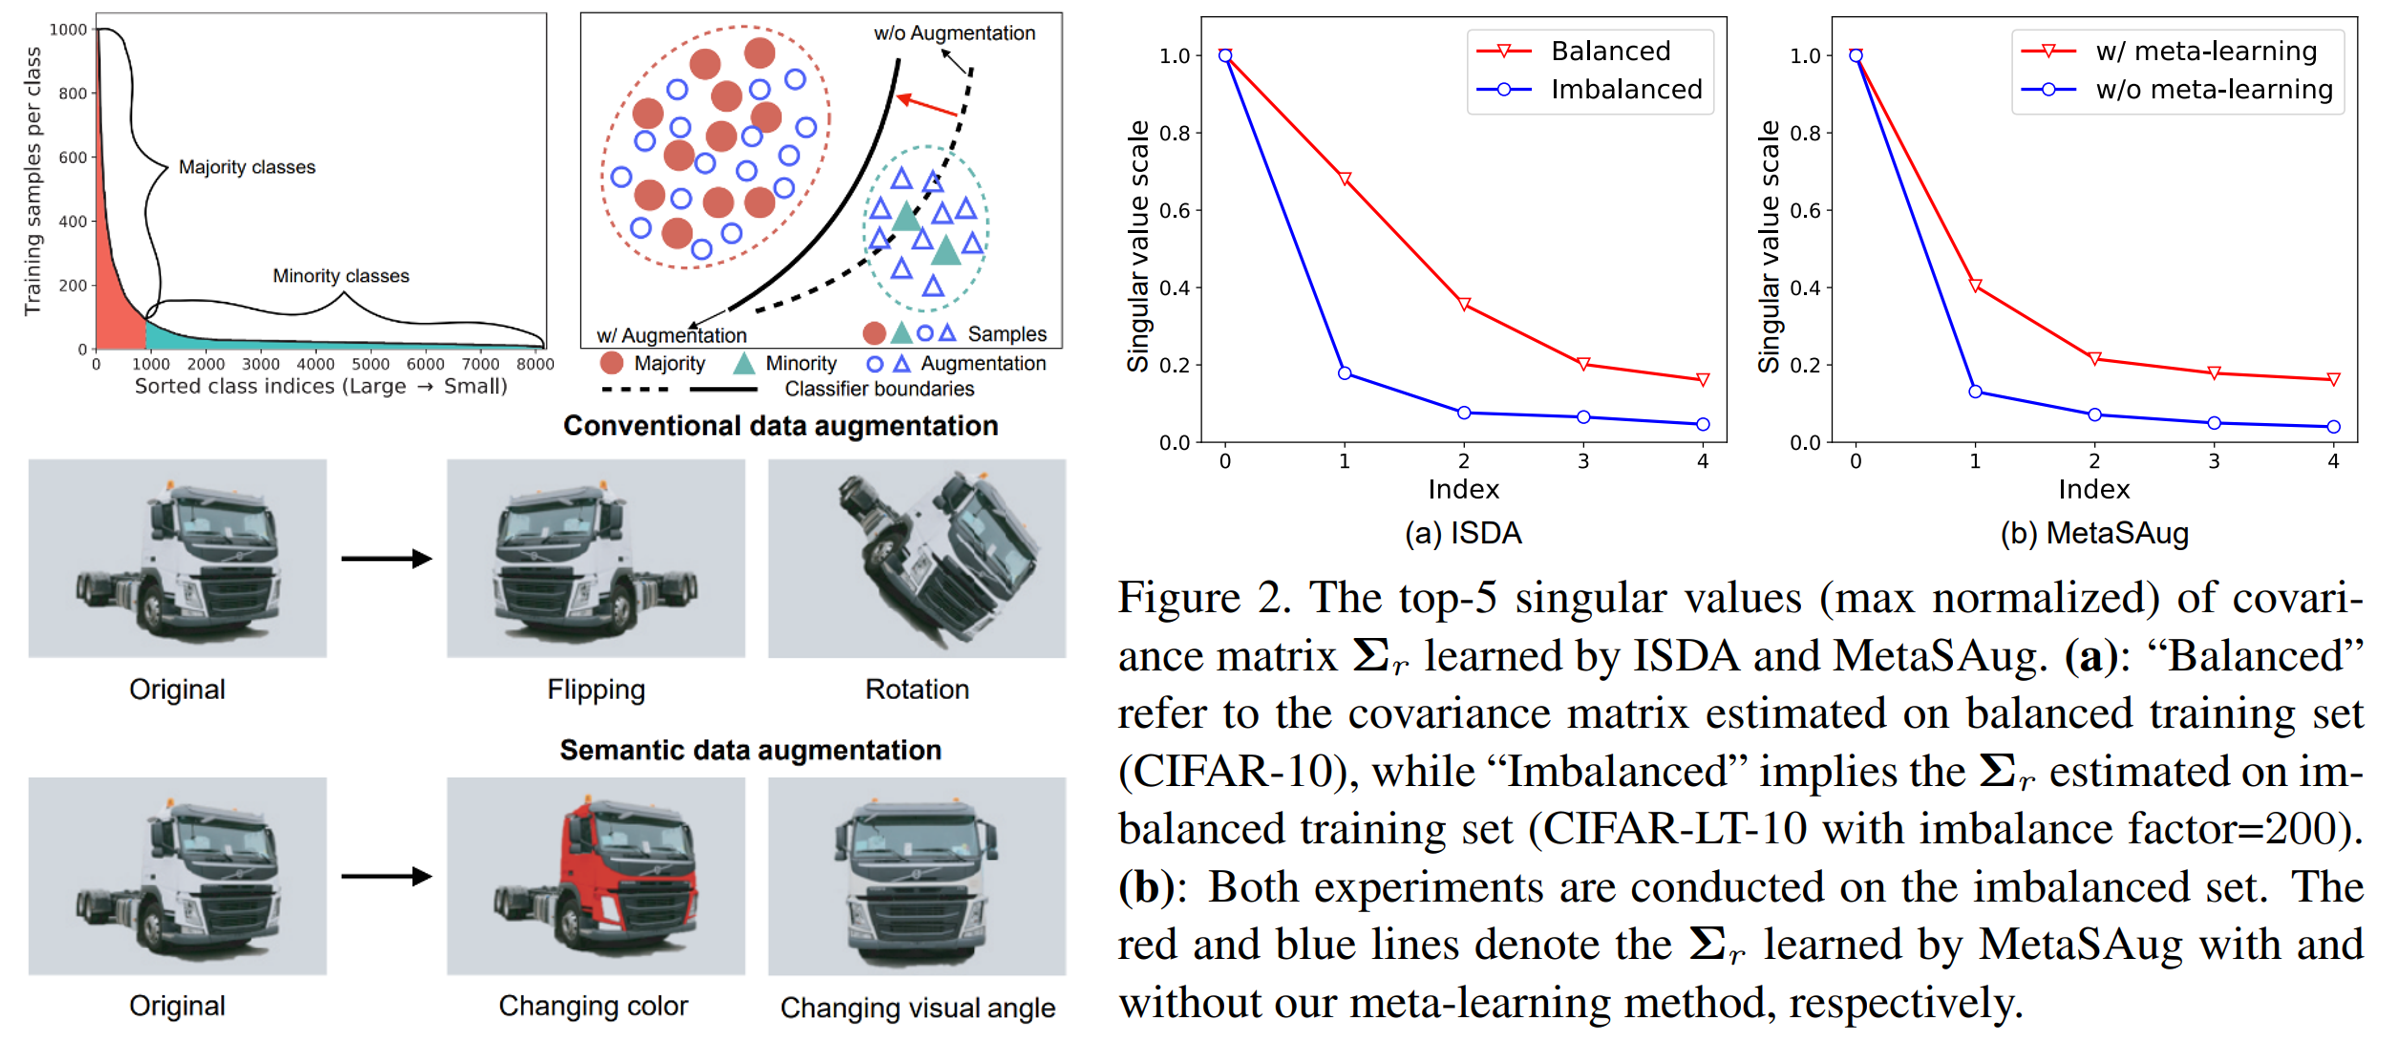 Training samples per class
1000
800
600
400
200
0
Majority classes
Minority classes
0 1000 2000 3000 4000 5000 6000 7000 8000
Sorted class indices (Large → Small)
w/o Augmentation
w/ Augmentation
Samples
Majority Minority Augmentation
Classifier boundaries
Conventional data augmentation
Original Flipping Rotation
Semantic data augmentation
Original Changing color Changing visual angle
Singular value scale
1.0
0.8
0.6
0.4
0.2
0.0
Balanced
Imbalanced
0 1 2 3 4
Index
(a) ISDA
Singular value scale
1.0
0.8
0.6
0.4
0.2
0.0
w/ meta-learning
w/o meta-learning
0 1 2 3 4
Index
(b) MetaSAug
Figure 2. The top-5 singular values (max normalized) of covari-
ance matrix Σr learned by ISDA and MetaSAug. (a): “Balanced”
refer to the covariance matrix estimated on balanced training set
(CIFAR-10), while “Imbalanced” implies the Σr estimated on im-
balanced training set (CIFAR-LT-10 with imbalance factor=200).
(b): Both experiments are conducted on the imbalanced set. The
red and blue lines denote the Σr learned by MetaSAug with and
without our meta-learning method, respectively.